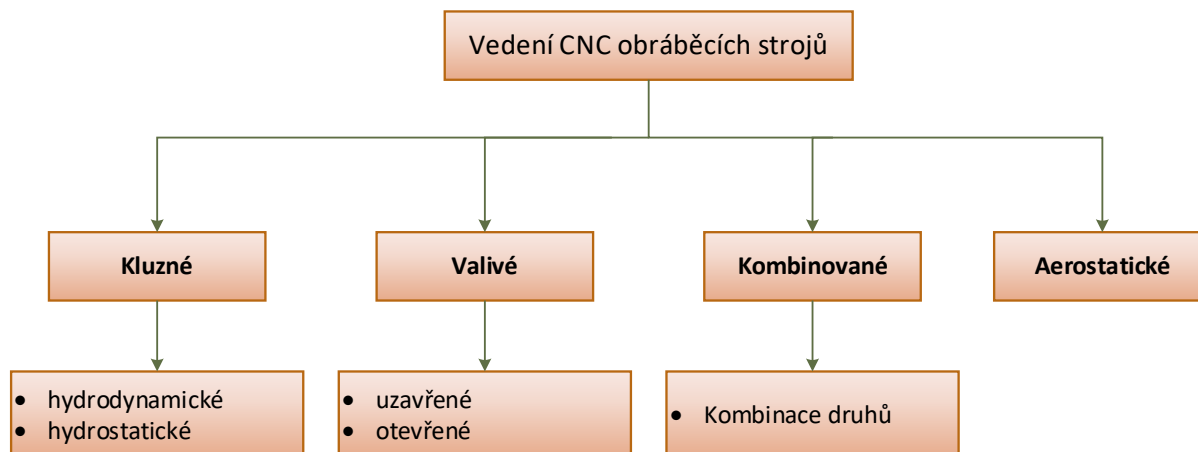 Vedení CNC obráběcích strojů
Kluzné
Valivé
Kombinované
Aerostatické
• hydrodynamické
• hydrostatické
• uzavřené
• otevřené
• Kombinace druhů